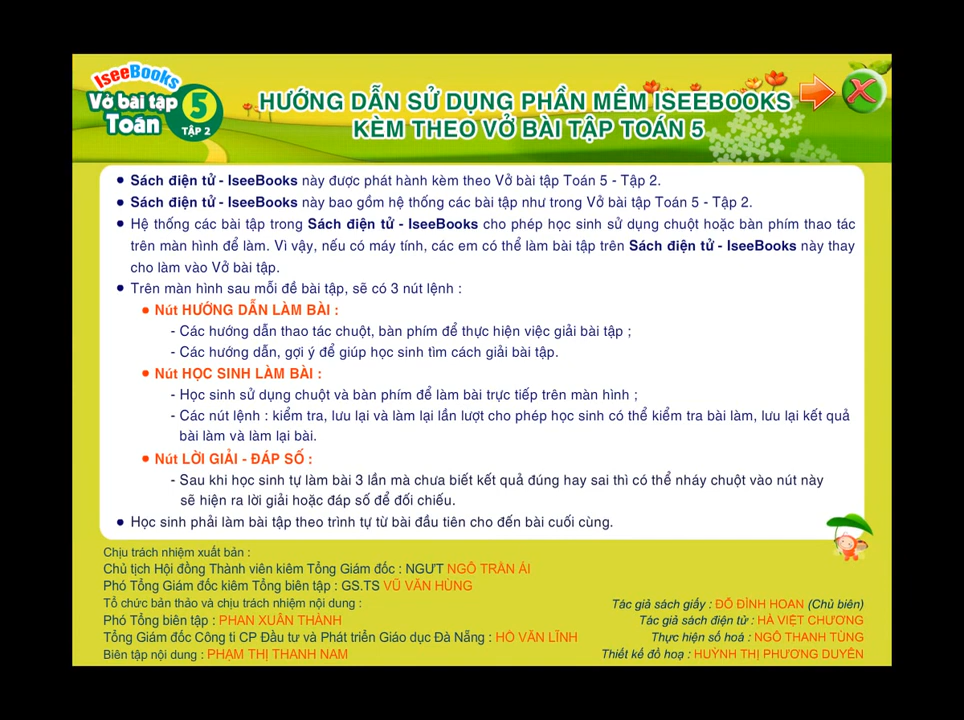 IseeBooks
Vở bài tập
Toán
5
TẬP 2
HƯỚNG DẪN SỬ DỤNG PHẦN MỀM ISEEBOOKS
KÈM THEO VỞ BÀI TẬP TOÁN 5
• Sách điện tử - IseeBooks này được phát hành kèm theo Vở bài tập Toán 5 - Tập 2.
• Sách điện tử - IseeBooks này bao gồm hệ thống các bài tập như trong Vở bài tập Toán 5 - Tập 2.
• Hệ thống các bài tập trong Sách điện tử - IseeBooks cho phép học sinh sử dụng chuột hoặc bàn phím thao tác
trên màn hình để làm. Vì vậy, nếu có máy tính, các em có thể làm bài tập trên Sách điện tử - IseeBooks này thay
cho làm vào Vở bài tập.
• Trên màn hình sau mỗi đề bài tập, sẽ có 3 nút lệnh :
• Nút HƯỚNG DẪN LÀM BÀI :
- Các hướng dẫn thao tác chuột, bàn phím để thực hiện việc giải bài tập ;
- Các hướng dẫn, gợi ý để giúp học sinh tìm cách giải bài tập.
• Nút HỌC SINH LÀM BÀI :
- Học sinh sử dụng chuột và bàn phím để làm bài trực tiếp trên màn hình ;
- Các nút lệnh : kiểm tra, lưu lại và làm lại lần lượt cho phép học sinh có thể kiểm tra bài làm, lưu lại kết quả
bài làm và làm lại bài.
• Nút LỜI GIẢI - ĐÁP SỐ :
- Sau khi học sinh tự làm bài 3 lần mà chưa biết kết quả đúng hay sai thì có thể nháy chuột vào nút này
sẽ hiện ra lời giải hoặc đáp số để đối chiếu.
• Học sinh phải làm bài tập theo trình tự từ bài đầu tiên cho đến bài cuối cùng.
Chịu trách nhiệm xuất bản :
Chủ tịch Hội đồng Thành viên kiêm Tổng Giám đốc : NGƯT NGÔ TRẦN ÁI
Phó Tổng Giám đốc kiêm Tổng biên tập : GS.TS VŨ VĂN HÙNG
Tổ chức bản thảo và chịu trách nhiệm nội dung :
Phó Tổng biên tập : PHAN XUÂN THÀNH
Tổng Giám đốc Công ti CP Đầu tư và Phát triển Giáo dục Đà Nẵng : HỒ VĂN LĨNH
Biên tập nội dung : PHẠM THỊ THANH NAM
Tác giả sách giấy : ĐỖ ĐÌNH HOAN (Chủ biên)
Tác giả sách điện tử : HÀ VIỆT CHƯƠNG
Thực hiện số hoá : NGÔ THANH TÙNG
Thiết kế đồ hoạ : HUỲNH THỊ PHƯƠNG DUYÊN